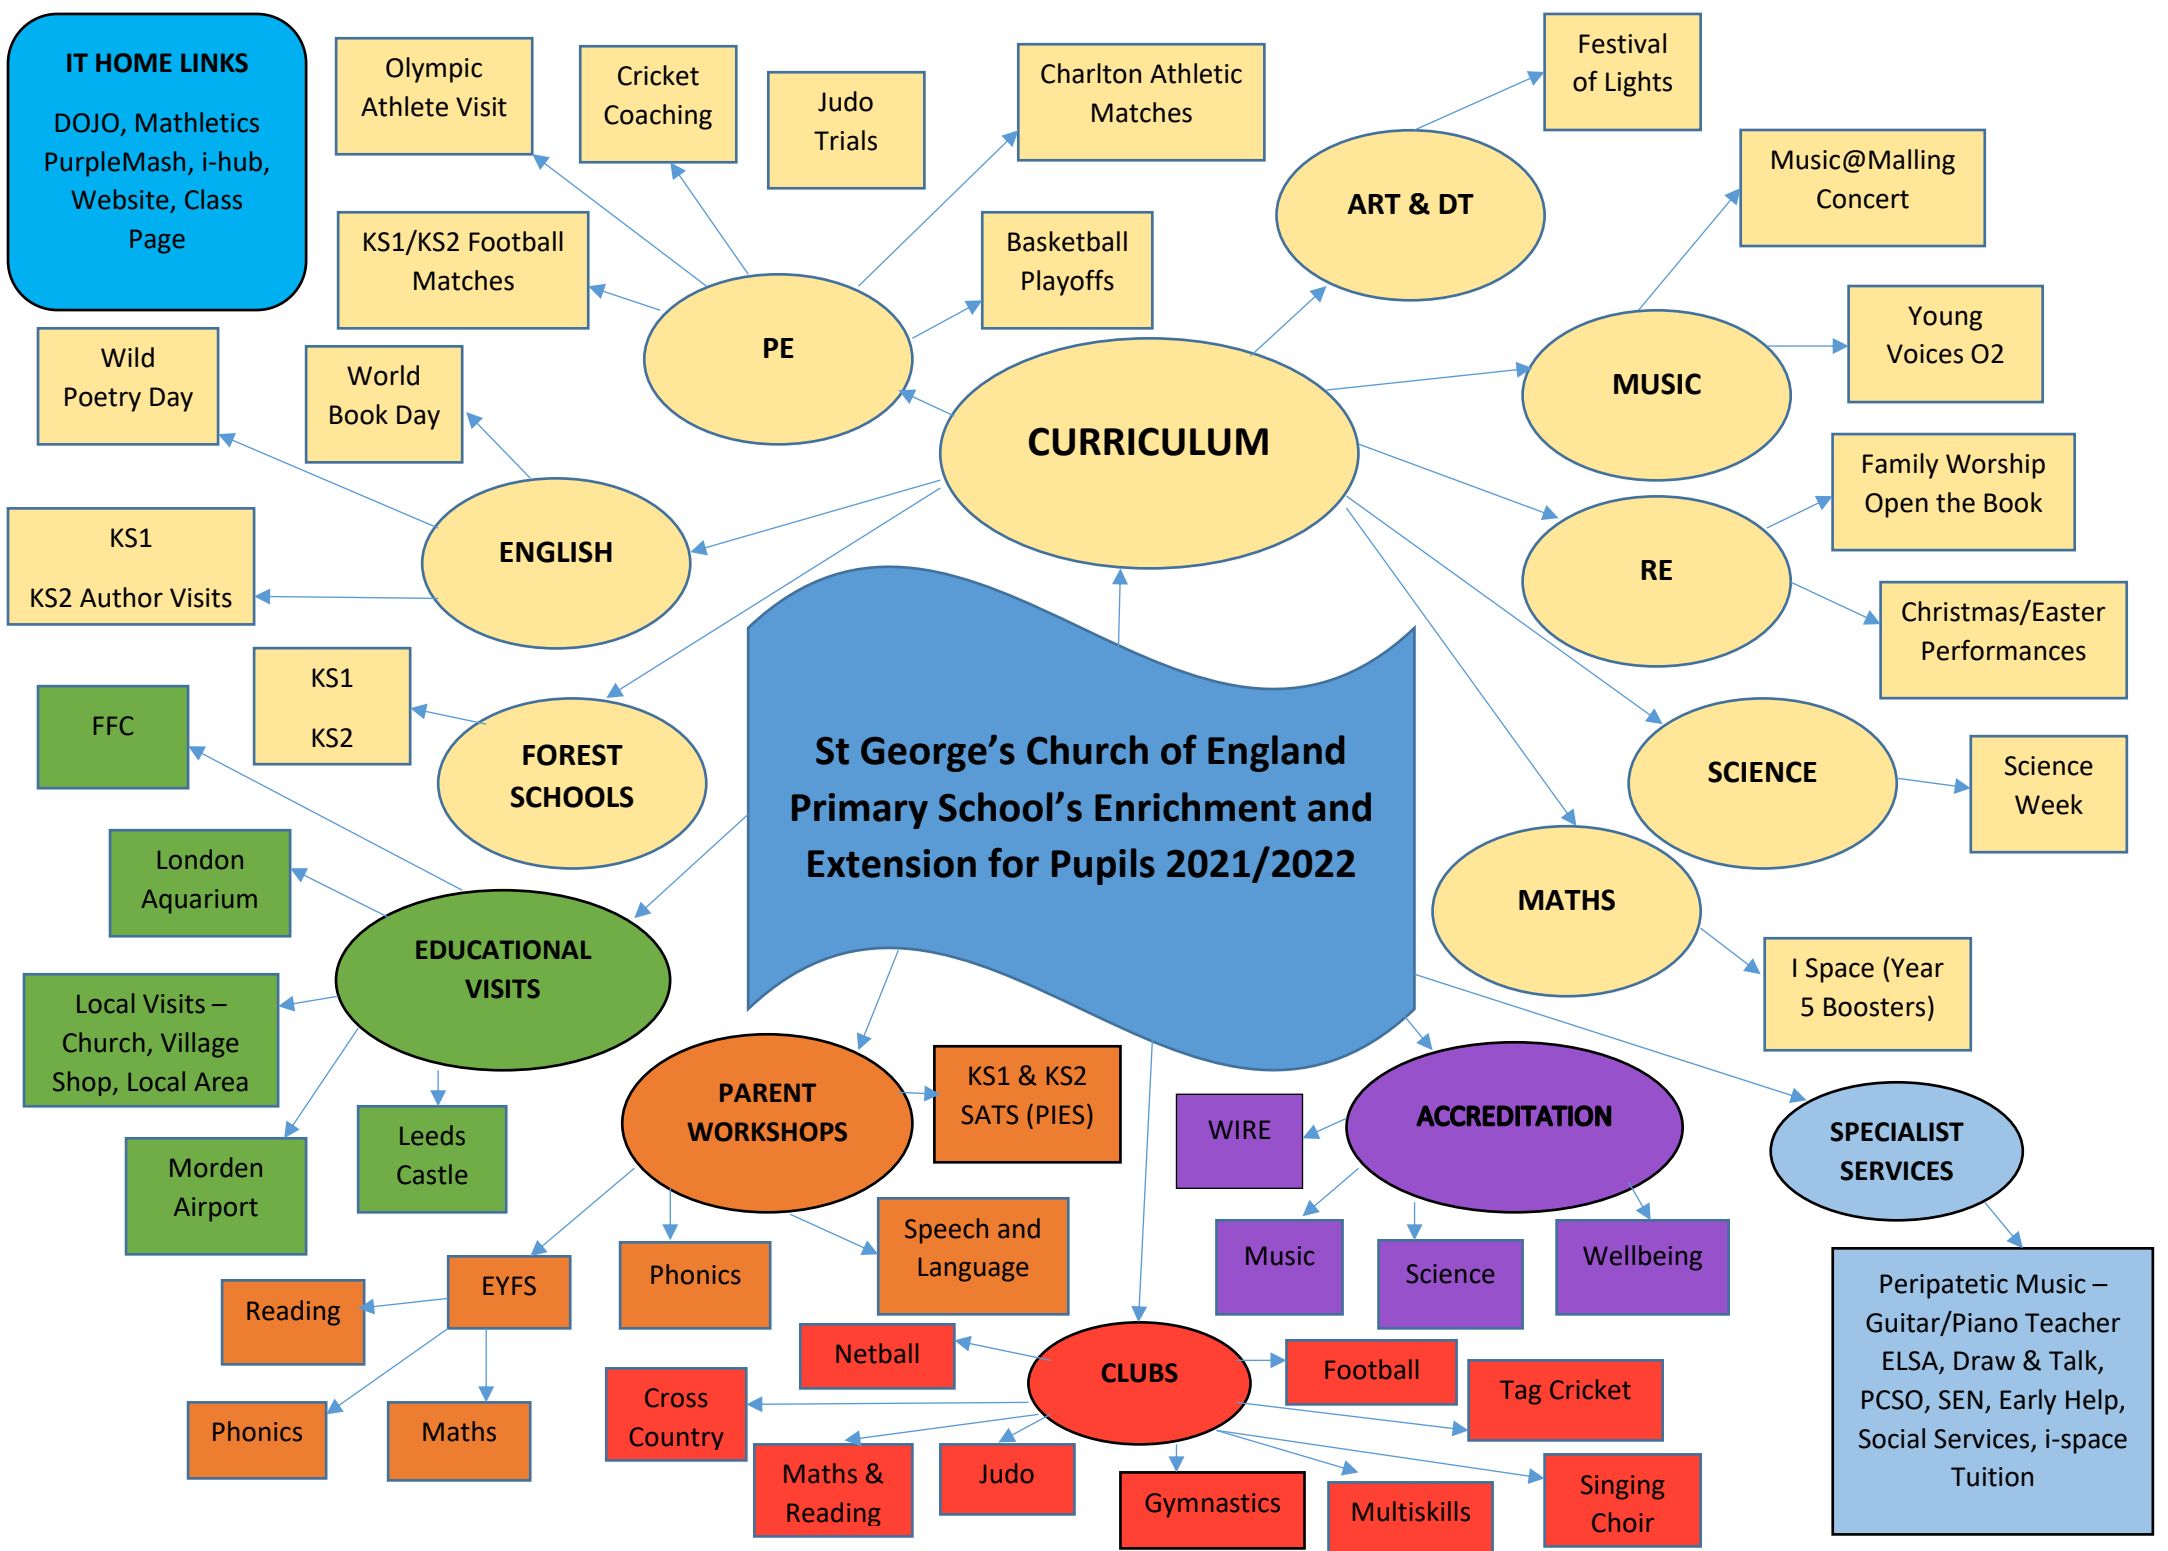 IT HOME LINKS
DOJO, Mathletics
PurpleMash, i-hub,
Website, Class
Page
Olympic
Athlete Visit
Cricket
Coaching
Judo
Trials
Charlton Athletic
Matches
Festival
of Lights
Music@Malling
Concert
ART & DT
KS1/KS2 Football
Matches
Basketball
Playoffs
PE
Young
Voices O2
MUSIC
Wild
Poetry Day
World
Book Day
CURRICULUM
Family Worship
Open the Book
ENGLISH
KS1
KS2 Author Visits
RE
Christmas/Easter
Performances
KS1
KS2
FOREST
SCHOOLS
FFC
St George’s Church of England
Primary School’s Enrichment and
Extension for Pupils 2021/2022
SCIENCE
Science
Week
London
Aquarium
MATHS
I Space (Year
5 Boosters)
EDUCATIONAL
VISITS
Local Visits –
Church, Village
Shop, Local Area
Morden
Airport
Leeds
Castle
PARENT
WORKSHOPS
KS1 & KS2
SATS (PIES)
Speech and
Language
Phonics
EYFS
Reading
Phonics
Maths
ACCREDITATION
WIRE
Music
Science
Wellbeing
SPECIALIST
SERVICES
Peripatetic Music –
Guitar/Piano Teacher
ELSA, Draw & Talk,
PCSO, SEN, Early Help,
Social Services, i-space
Tuition
CLUBS
Netball
Football
Tag Cricket
Cross
Country
Maths &
Reading
Judo
Gymnastics
Multiskills
Singing
Choir